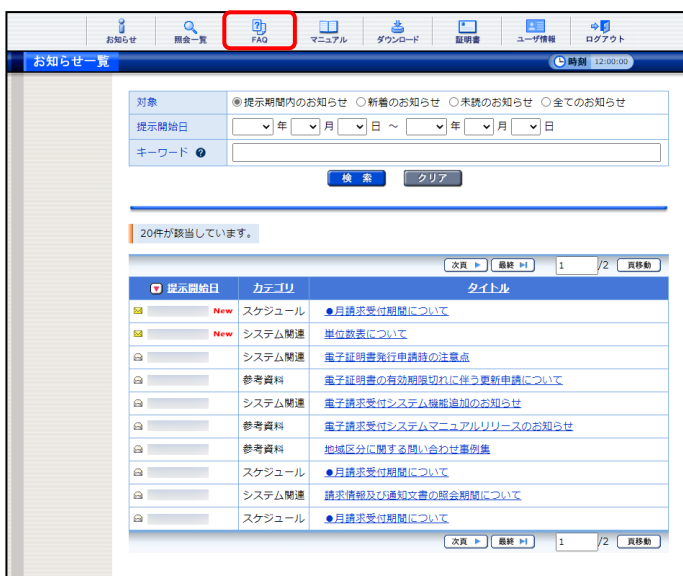 お知らせ 照会一覧 FAQ マニュアル ダウンロード 証明書 ユーザ情報 ログアウト
お知らせ一覧 時刻 12:00:00
対象 ◉提示期間内のお知らせ ○新着のお知らせ ○未読のお知らせ ○全てのお知らせ
提示開始日 年 月 日 ～ 年 月 日
キーワード ?
検索 クリア
20件が該当しています。
次頁 最終 1 /2 頁移動
提示開始日 カテゴリ タイトル
New スケジュール ●月請求受付期間について
New システム関連 単位数表について
システム関連 電子証明書発行申請時の注意点
参考資料 電子証明書の有効期限切れに伴う更新申請について
システム関連 電子請求受付システム機能追加のお知らせ
参考資料 電子請求受付システムマニュアルリリースのお知らせ
参考資料 地域区分に関する問い合わせ事例集
スケジュール ●月請求受付期間について
システム関連 請求情報及び通知文書の照会期間について
スケジュール ●月請求受付期間について
次頁 最終 1 /2 頁移動